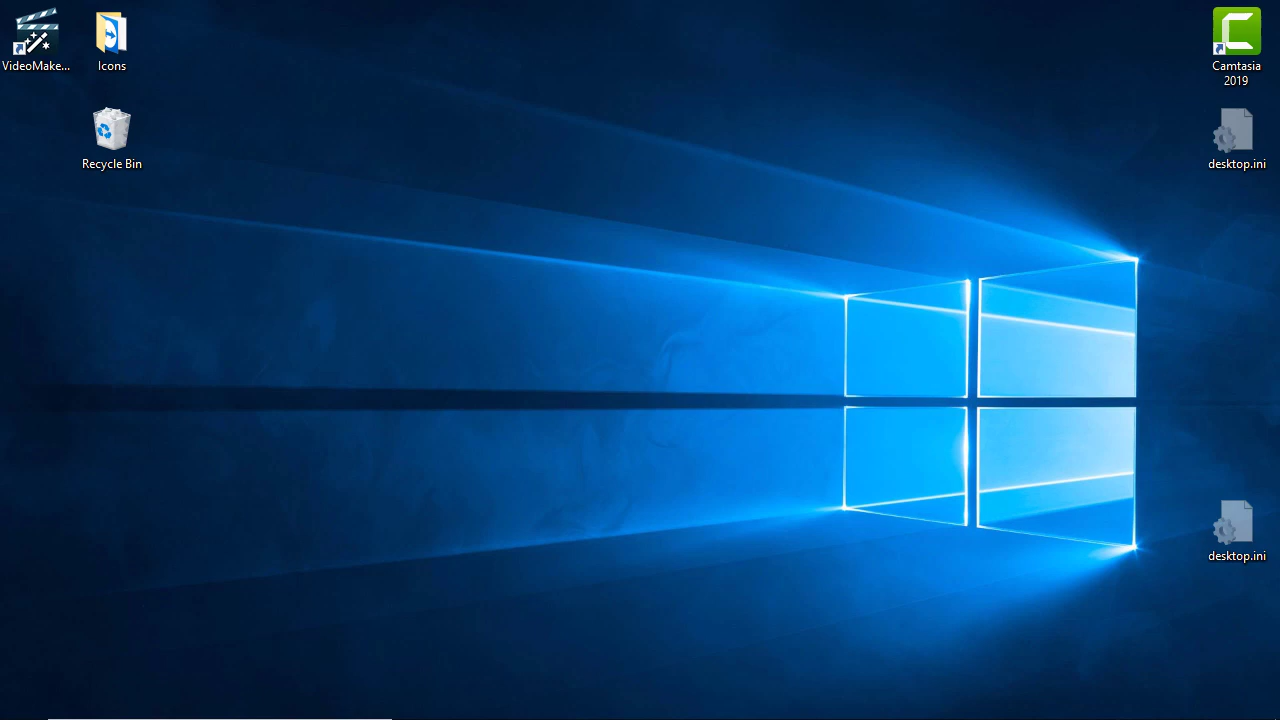 VideoMake...
Icons
Recycle Bin
Camtasia
2019
desktop.ini
desktop.ini